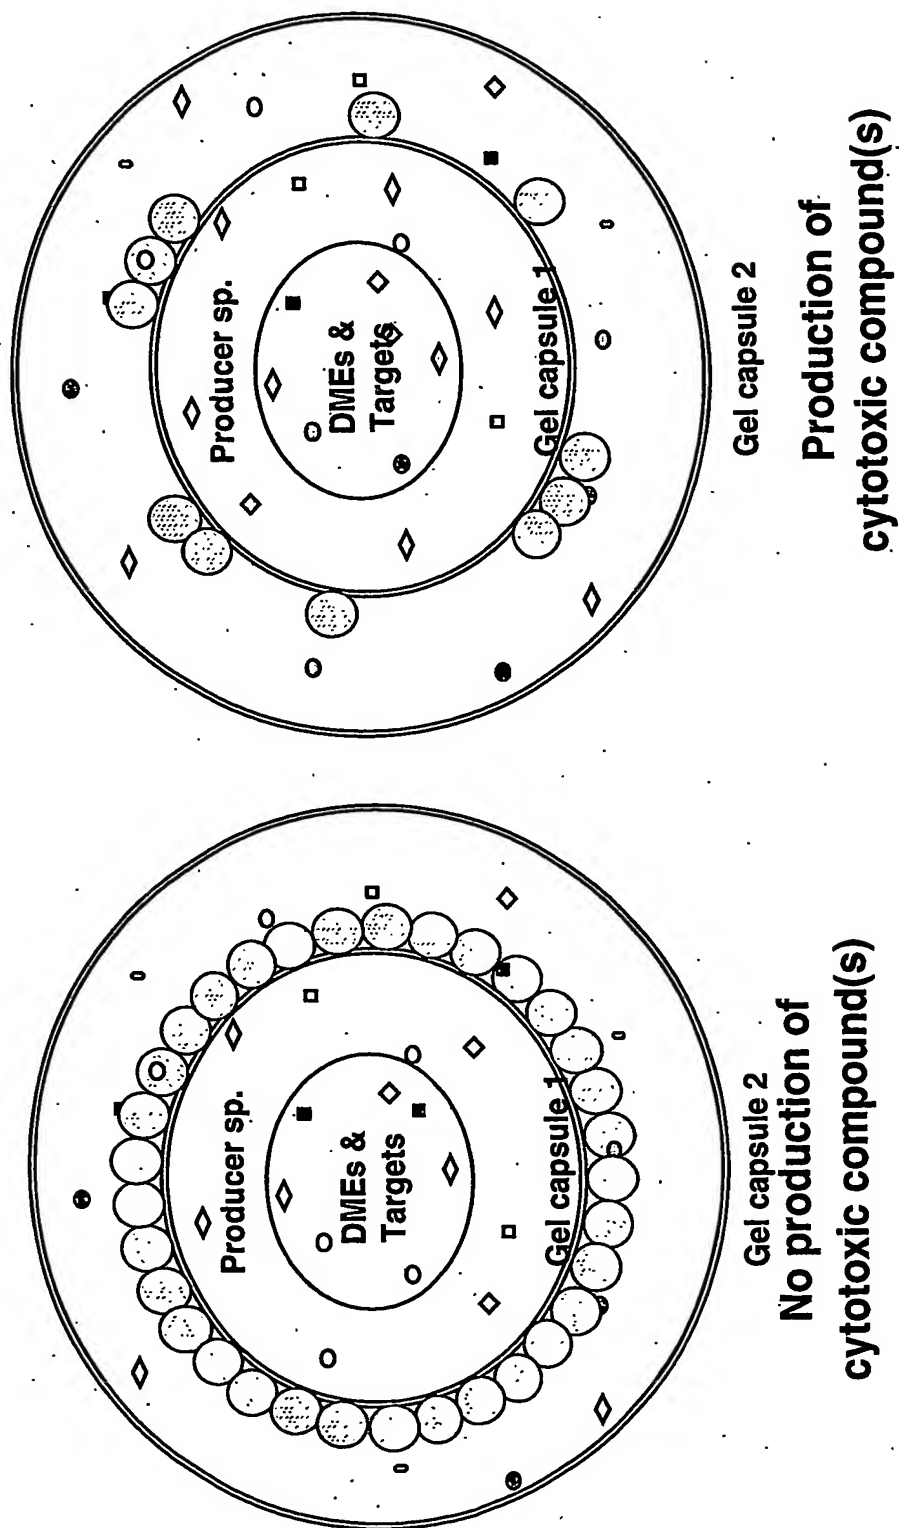 Producer sp.
DMEs &
Targets
Gel capsule 1
Gel capsule 2
No production of
cytotoxic compound(s)
Producer sp.
DMEs &
Targets
Gel capsule 1
Gel capsule 2
Production of
cytotoxic compound(s)